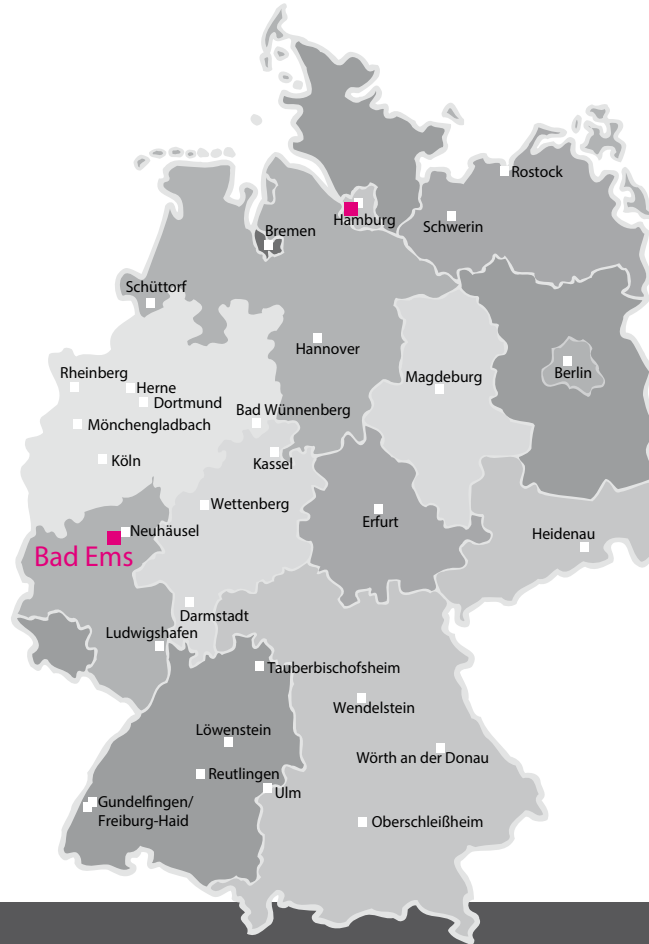 Rostock
Hamburg
Schwerin
Bremen
Schüttorf
Hannover
Rheinberg
Herne
Dortmund
Magdeburg
Berlin
Bad Wünnenberg
Mönchengladbach
Köln
Kassel
Wettenberg
Erfurt
Neuhäusel
Heidenau
Bad Ems
Darmstadt
Ludwigshafen
Tauberbischofsheim
Wendelstein
Löwenstein
Wörth an der Donau
Reutlingen
Ulm
Gundelfingen/
Freiburg-Haid
Oberschleißheim